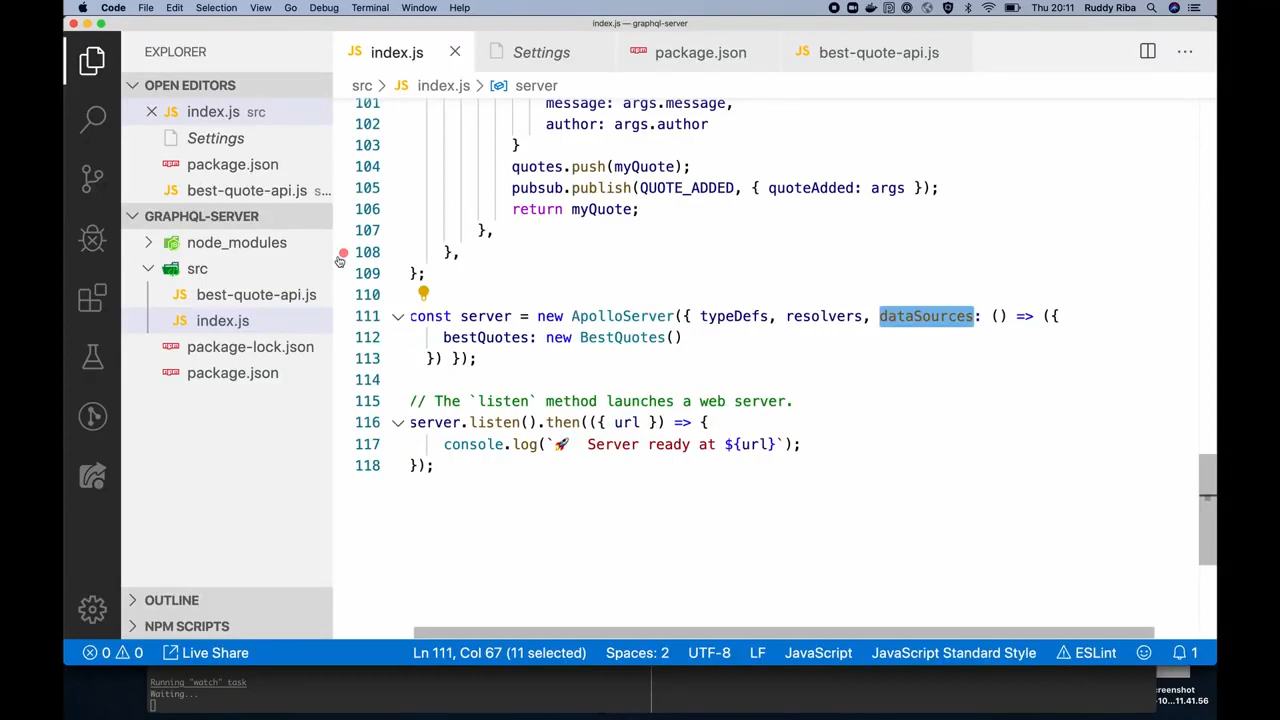 Code File Edit Selection View Go Debug Terminal Window Help Thu 20:11 Ruddy Riba
index.js — graphql-server
EXPLORER
OPEN EDITORS
index.js src
Settings
package.json
best-quote-api.js s...
GRAPHQL-SERVER
node_modules
src
best-quote-api.js
index.js
package-lock.json
package.json
OUTLINE
NPM SCRIPTS
index.js Settings package.json best-quote-api.js
src > index.js > server
101 message: args.message,
102 author: args.author
103 }
104 quotes.push(myQuote);
105 pubsub.publish(QUOTE_ADDED, { quoteAdded: args });
106 return myQuote;
107 },
108 },
109 };
110
111 const server = new ApolloServer({ typeDefs, resolvers, dataSources: () => ({
112 bestQuotes: new BestQuotes()
113 }) });
114
115 // The `listen` method launches a web server.
116 server.listen().then(({ url }) => {
117 console.log(`🚀 Server ready at ${url}`);
118 });
0 0 Live Share Ln 111, Col 67 (11 selected) Spaces: 2 UTF-8 LF JavaScript JavaScript Standard Style ESLint 1
Running "watch" task
Waiting...
creenshot
-10...11.41.56